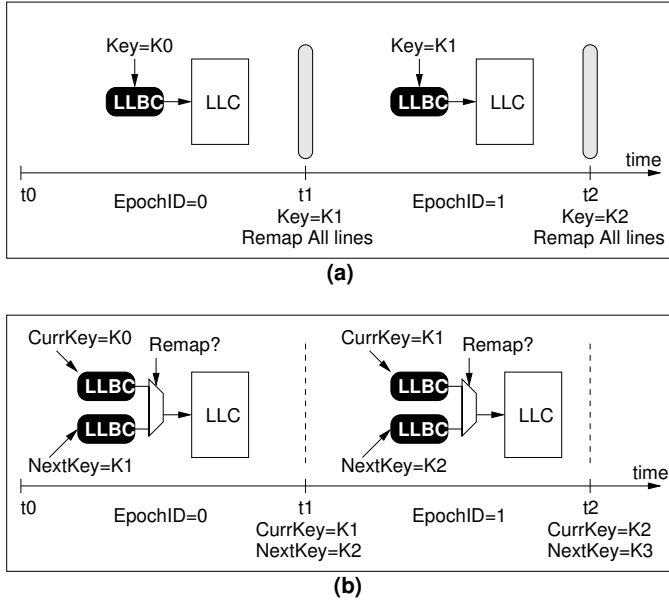 Key=K0
Key=K1
LLBC
LLC
LLBC
LLC
time
t0
EpochID=0
t1
EpochID=1
t2
Key=K1
Key=K2
Remap All lines
Remap All lines
(a)
CurrKey=K0
Remap?
CurrKey=K1
Remap?
LLBC
LLC
LLBC
LLC
LLBC
LLBC
NextKey=K1
NextKey=K2
time
t0
EpochID=0
t1
EpochID=1
t2
CurrKey=K1
CurrKey=K2
NextKey=K2
NextKey=K3
(b)